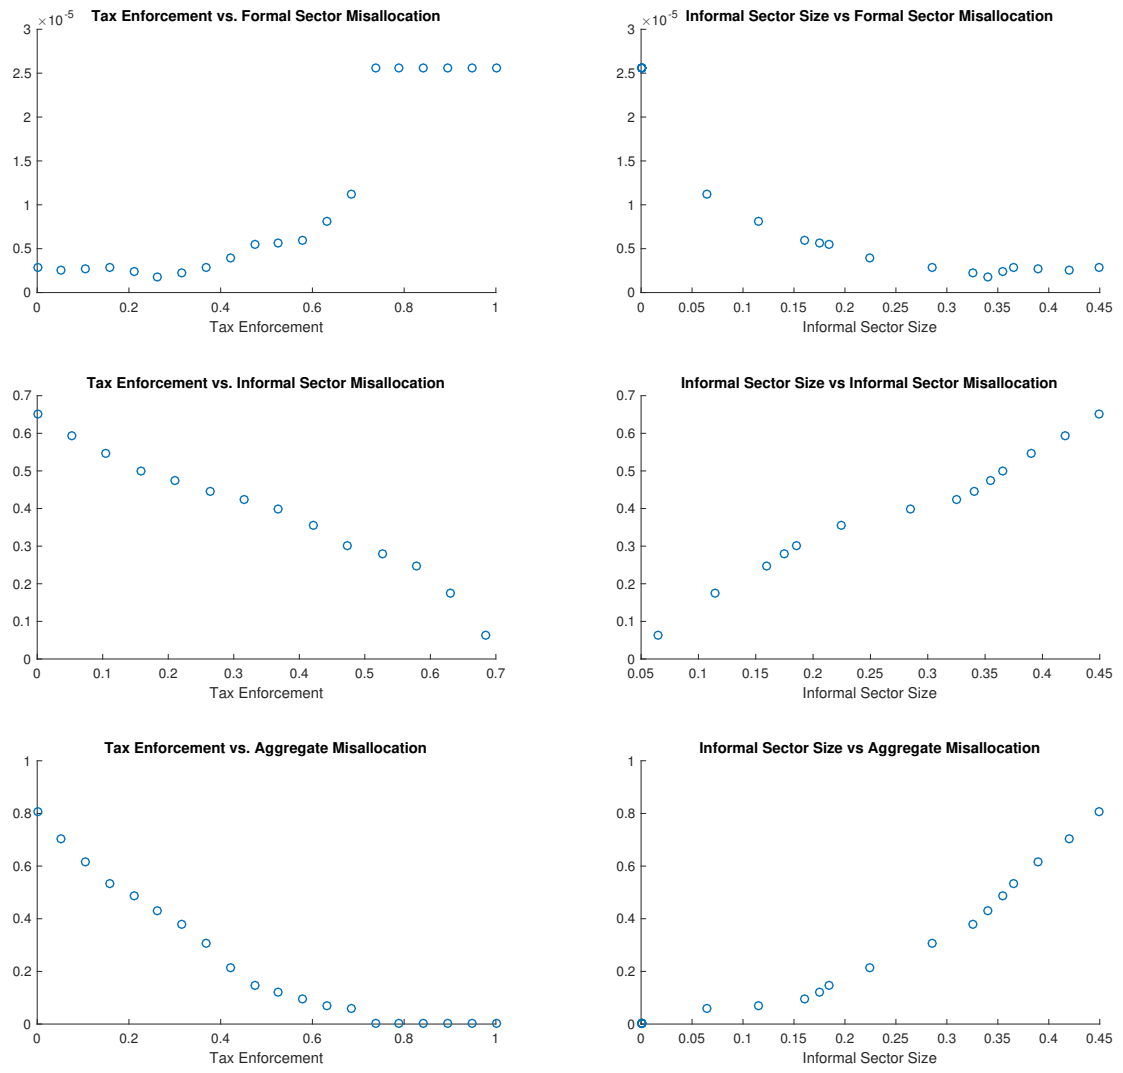 Tax Enforcement vs. Formal Sector Misallocation
×10-5
3
2.5
2
1.5
1
0.5
0
0 0.2 0.4 0.6 0.8 1
Tax Enforcement
Informal Sector Size vs Formal Sector Misallocation
×10-5
3
2.5
2
1.5
1
0.5
0
0 0.05 0.1 0.15 0.2 0.25 0.3 0.35 0.4 0.45
Informal Sector Size
Tax Enforcement vs. Informal Sector Misallocation
0.7
0.6
0.5
0.4
0.3
0.2
0.1
0
0 0.1 0.2 0.3 0.4 0.5 0.6 0.7
Tax Enforcement
Informal Sector Size vs Informal Sector Misallocation
0.7
0.6
0.5
0.4
0.3
0.2
0.1
0
0.05 0.1 0.15 0.2 0.25 0.3 0.35 0.4 0.45
Informal Sector Size
Tax Enforcement vs. Aggregate Misallocation
1
0.8
0.6
0.4
0.2
0
0 0.2 0.4 0.6 0.8 1
Tax Enforcement
Informal Sector Size vs Aggregate Misallocation
1
0.8
0.6
0.4
0.2
0
0 0.05 0.1 0.15 0.2 0.25 0.3 0.35 0.4 0.45
Informal Sector Size